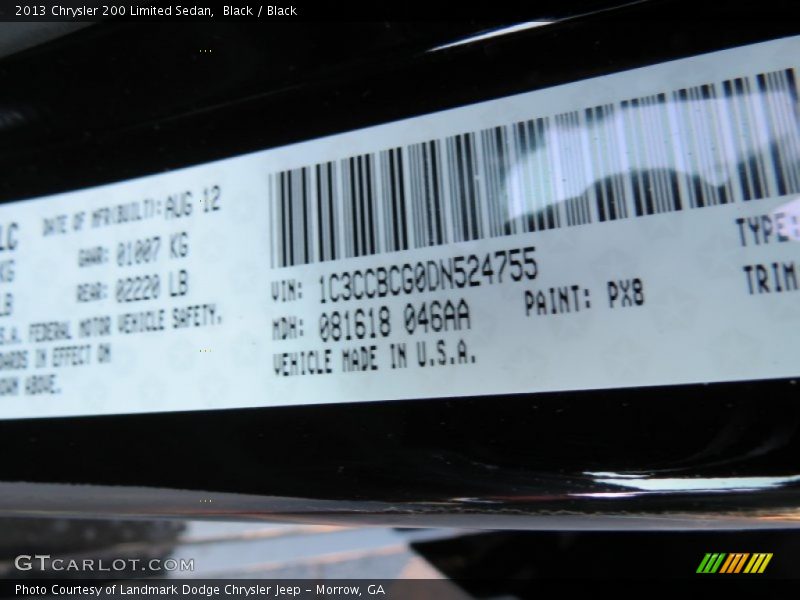 2013 Chrysler 200 Limited Sedan, Black / Black
LC
DATE OF MFR(BUILT): AUG 12
KG
GAWR: 01007 KG
LB
REAR: 02220 LB
S.A. FEDERAL MOTOR VEHICLE SAFETY,
DARDS IN EFFECT ON
OWN ABOVE.
VIN: 1C3CCBCG0DN524755
MDH: 081618 046AA
PAINT: PX8
VEHICLE MADE IN U.S.A.
TYPE:
TRIM
GTCARLOT.COM
Photo Courtesy of Landmark Dodge Chrysler Jeep – Morrow, GA